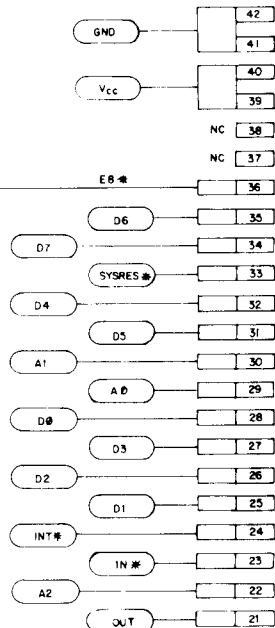 42
GND
41
40
Vcc
39
NC 38
NC 37
E8* 36
D6 35
D7 34
SYSRES* 33
D4 32
D5 31
A1 30
A0 29
DØ 28
D3 27
D2 26
D1 25
INT* 24
IN* 23
A2 22
OUT 21